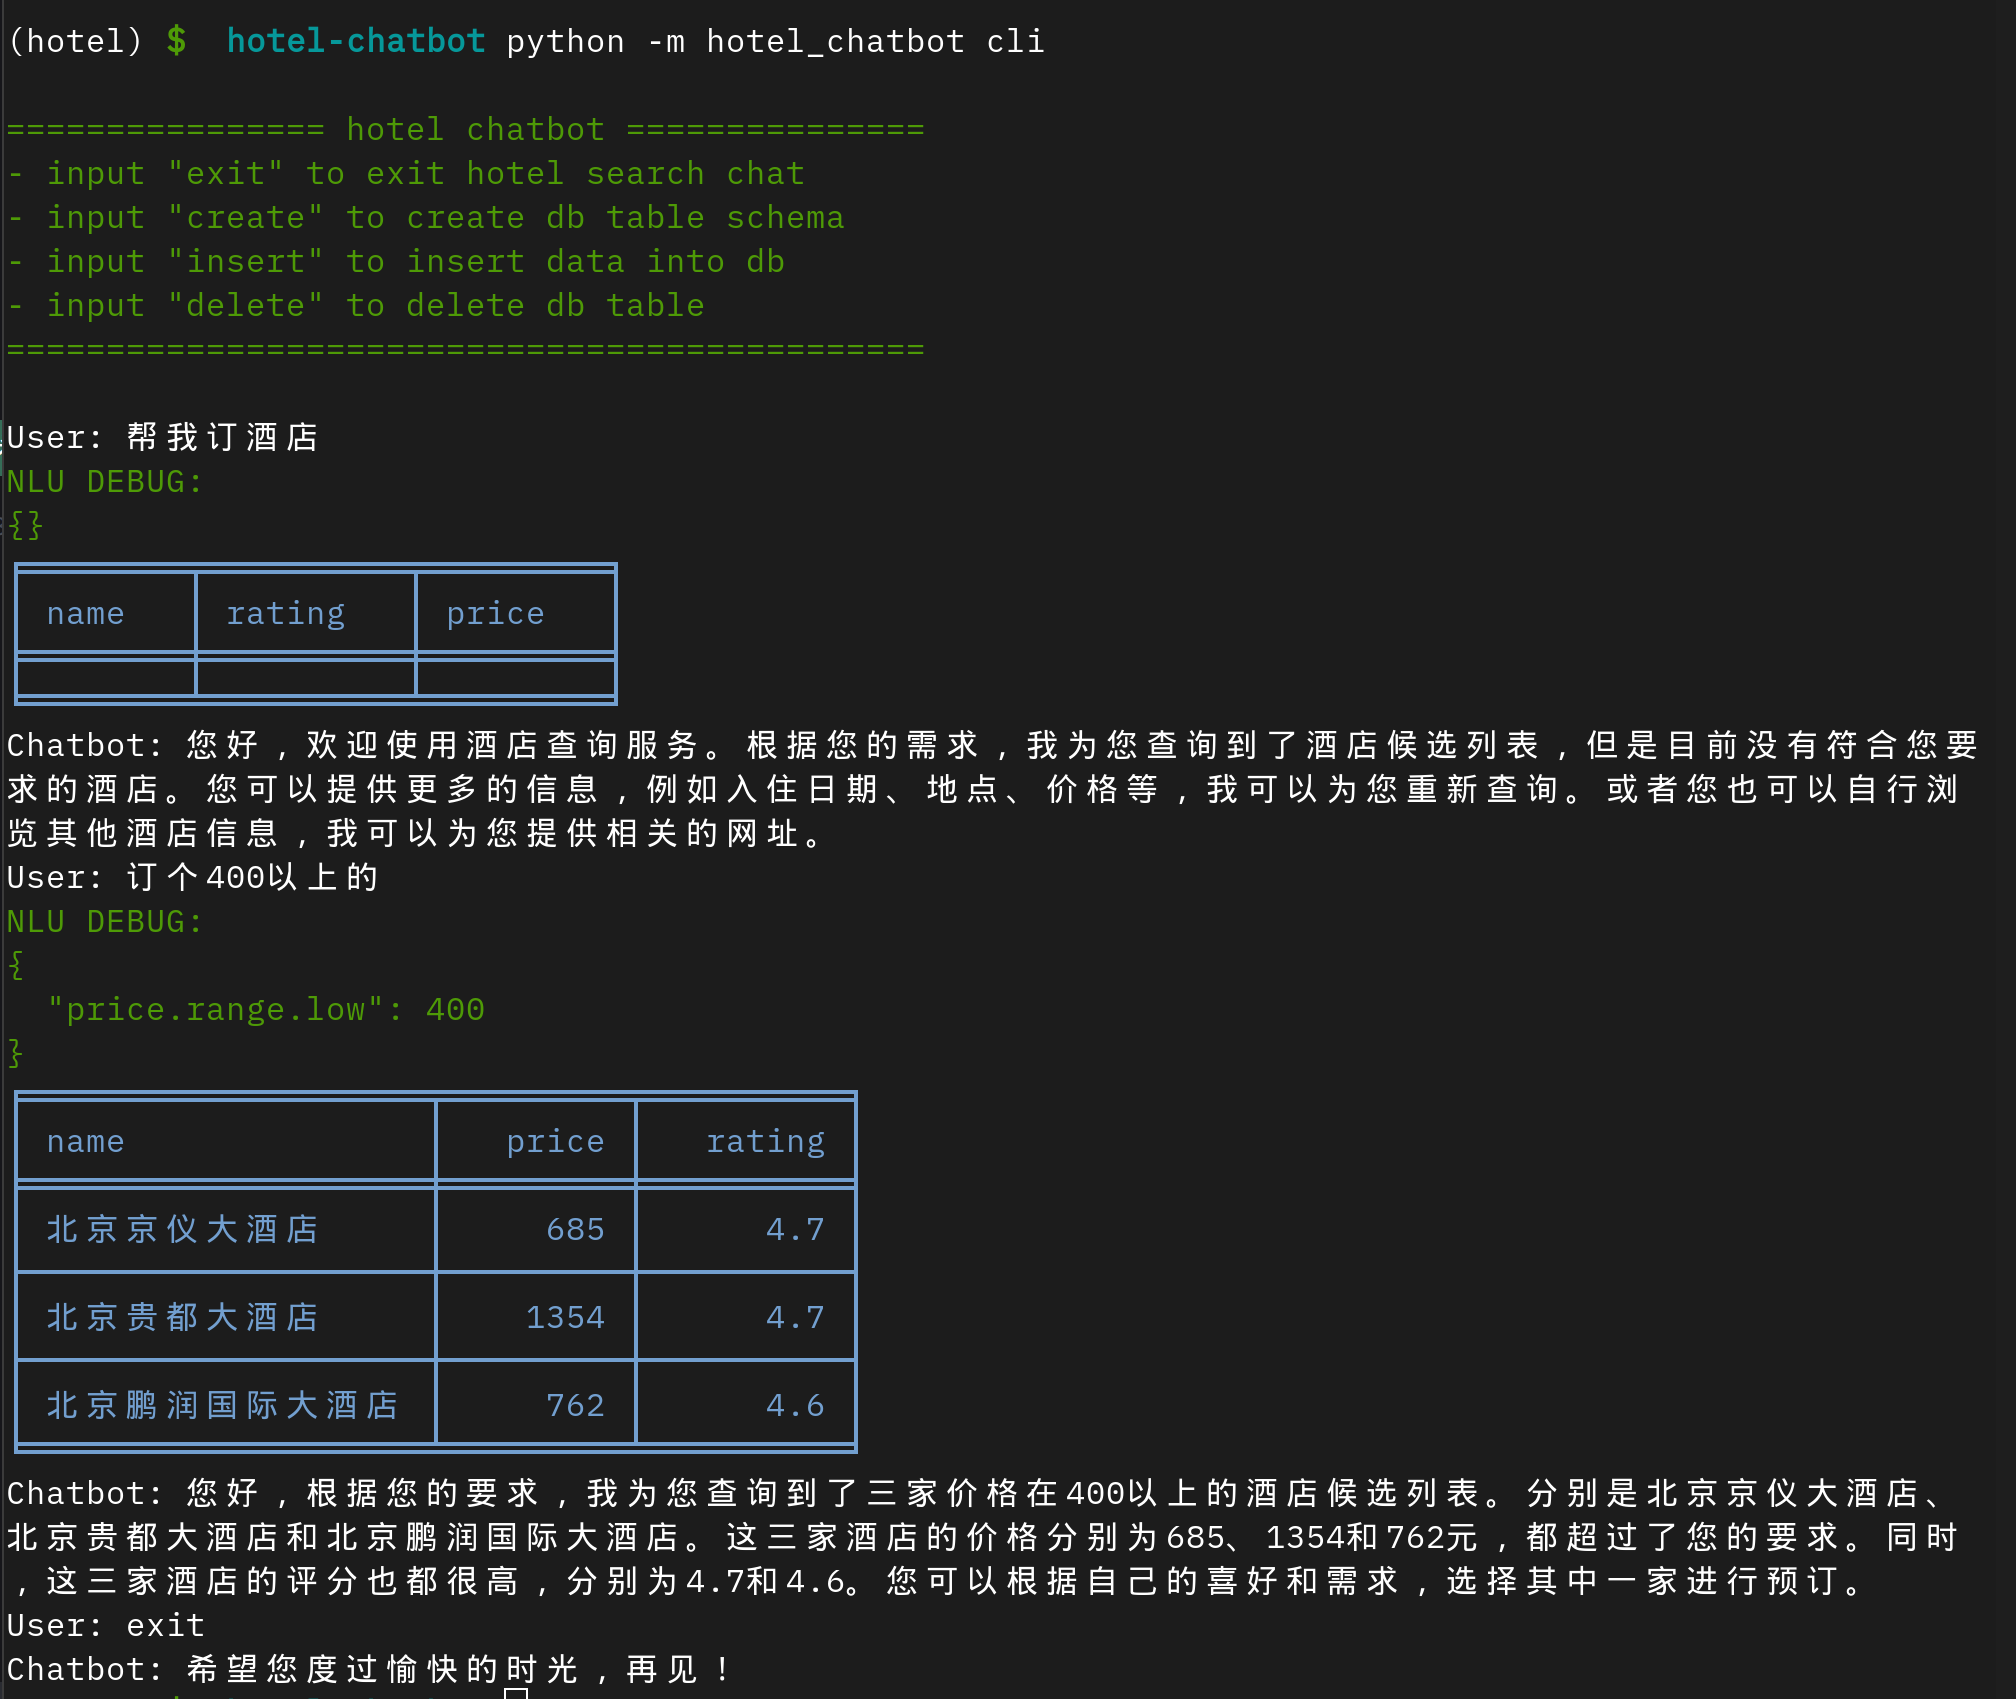 (hotel) $  hotel-chatbot python -m hotel_chatbot cli
================ hotel chatbot ===============
- input "exit" to exit hotel search chat
- input "create" to create db table schema
- input "insert" to insert data into db
- input "delete" to delete db table
==============================================
User: 帮我订酒店
NLU DEBUG:
{}
name rating price
Chatbot: 您好，欢迎使用酒店查询服务。根据您的需求，我为您查询到了酒店候选列表，但是目前没有符合您要
求的酒店。您可以提供更多的信息，例如入住日期、地点、价格等，我可以为您重新查询。或者您也可以自行浏
览其他酒店信息，我可以为您提供相关的网址。
User: 订个400以上的
NLU DEBUG:
{
  "price.range.low": 400
}
name price rating
北京京仪大酒店 685 4.7
北京贵都大酒店 1354 4.7
北京鹏润国际大酒店 762 4.6
Chatbot: 您好，根据您的要求，我为您查询到了三家价格在400以上的酒店候选列表。分别是北京京仪大酒店、
北京贵都大酒店和北京鹏润国际大酒店。这三家酒店的价格分别为685、1354和762元，都超过了您的要求。同时
，这三家酒店的评分也都很高，分别为4.7和4.6。您可以根据自己的喜好和需求，选择其中一家进行预订。
User: exit
Chatbot: 希望您度过愉快的时光，再见！